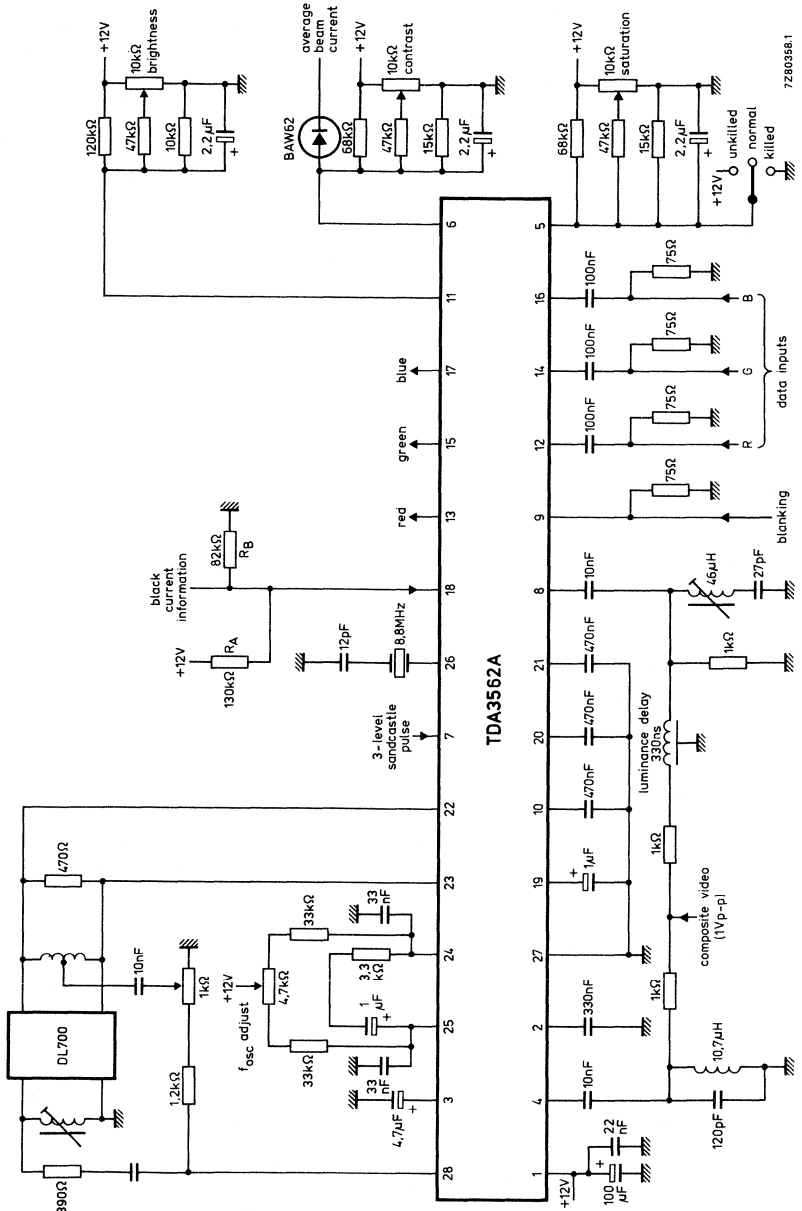 +12V
10kΩ
brightness
120kΩ
47kΩ
10kΩ
2,2µF
+
average
beam
current
BAW62
+12V
10kΩ
contrast
68kΩ
47kΩ
15kΩ
2,2µF
+
+12V
10kΩ
saturation
68kΩ
47kΩ
15kΩ
2,2µF
+
+12V
unkilled
normal
killed
7Z80358.1
6
11
17
15
13
18
26
7
22
23
24
25
3
28
blue
green
red
black
current
information
82kΩ
RB
+12V
RA
130kΩ
12pF
8,8MHz
3-level
sandcastle
pulse
470Ω
10nF
1kΩ
1,2kΩ
DL700
390Ω
fosc adjust
+12V
4,7kΩ
33kΩ
33kΩ
33
nF
3,3
kΩ
1
µF
+
33
nF
4,7µF
+
TDA3562A
5
16
14
12
9
8
21
20
10
19
27
2
4
1
100nF
75Ω
B
100nF
75Ω
G
100nF
75Ω
R
data inputs
75Ω
blanking
10nF
46µH
27pF
1kΩ
470nF
470nF
470nF
+
1µF
luminance delay
330ns
1kΩ
composite video
(1Vp-p)
1kΩ
330nF
10nF
10,7µH
120pF
22
nF
+
100
µF
+12V